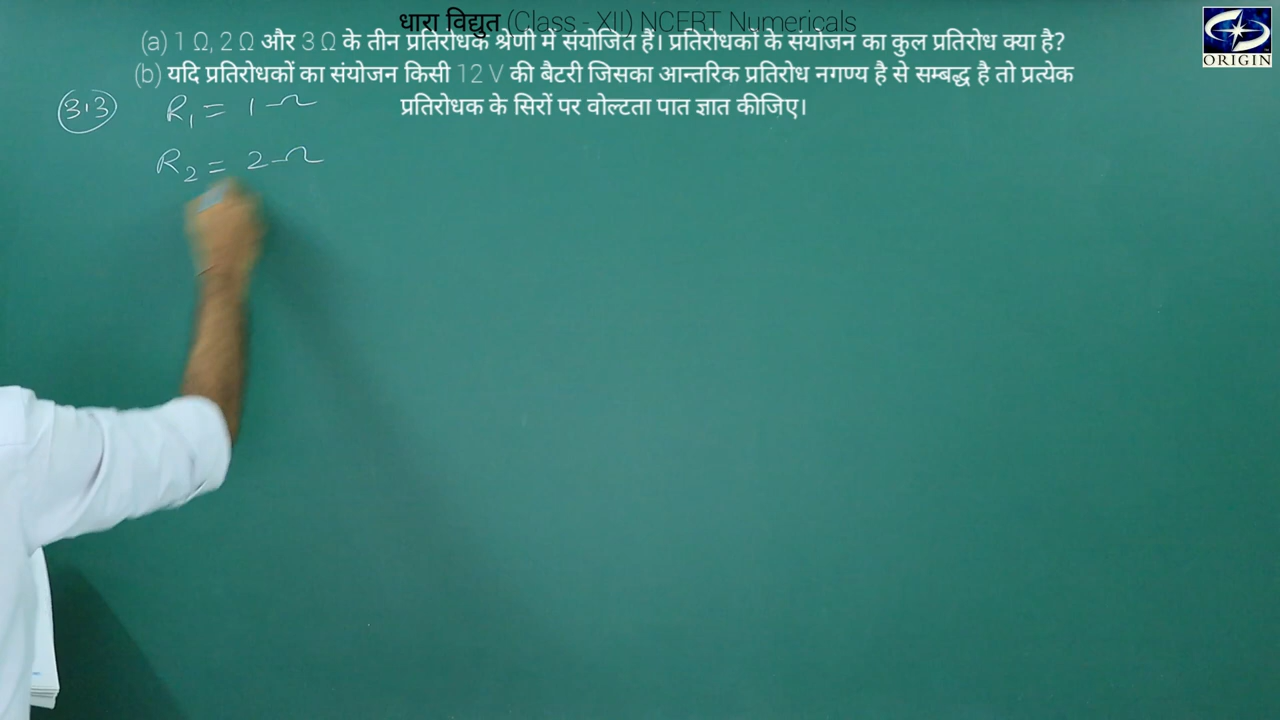 धारा विद्युत (Class - XII) NCERT Numericals
(a) 1 Ω, 2 Ω और 3 Ω के तीन प्रतिरोधक श्रेणी में संयोजित हैं। प्रतिरोधकों के संयोजन का कुल प्रतिरोध क्या है?
(b) यदि प्रतिरोधकों का संयोजन किसी 12 V की बैटरी जिसका आन्तरिक प्रतिरोध नगण्य है से सम्बद्ध है तो प्रत्येक
प्रतिरोधक के सिरों पर वोल्टता पात ज्ञात कीजिए।
ORIGIN
3.3 R₁ = 1 Ω
R₂ = 2 Ω